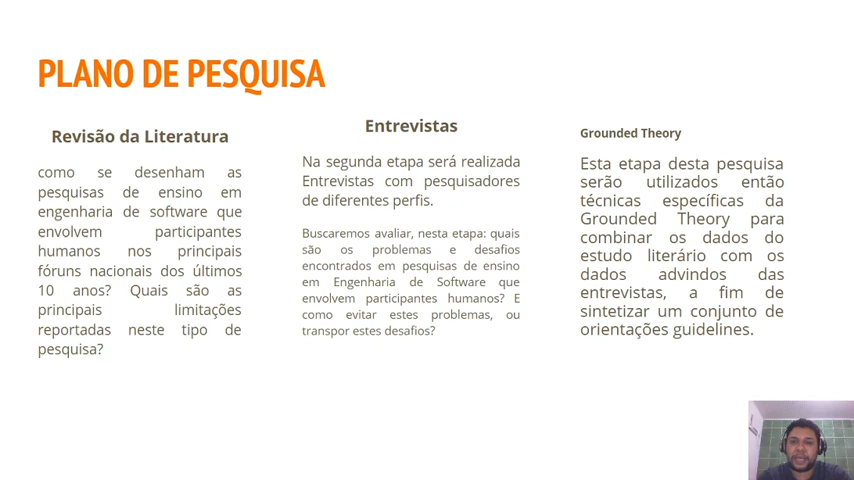 PLANO DE PESQUISA
Revisão da Literatura
como se desenham as
pesquisas de ensino em
engenharia de software que
envolvem participantes
humanos nos principais
fóruns nacionais dos últimos
10 anos? Quais são as
principais limitações
reportadas neste tipo de
pesquisa?
Entrevistas
Na segunda etapa será realizada
Entrevistas com pesquisadores
de diferentes perfis.
Buscaremos avaliar, nesta etapa: quais
são os problemas e desafios
encontrados em pesquisas de ensino
em Engenharia de Software que
envolvem participantes humanos? E
como evitar estes problemas, ou
transpor estes desafios?
Grounded Theory
Esta etapa desta pesquisa
serão utilizados então
técnicas específicas da
Grounded Theory para
combinar os dados do
estudo literário com os
dados advindos das
entrevistas, a fim de
sintetizar um conjunto de
orientações guidelines.